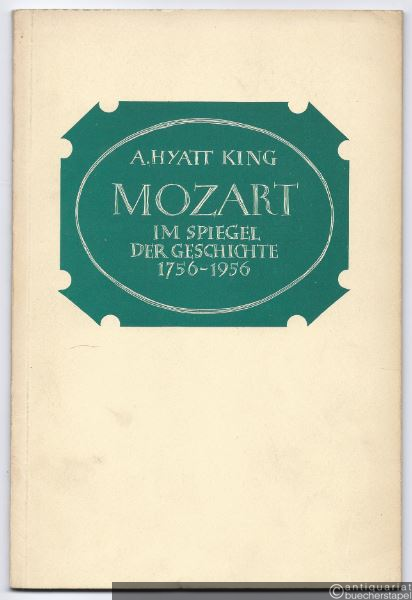 A. HYATT KING
MOZART
IM SPIEGEL
DER GESCHICHTE
1756-1956
antiquariat
buecherstapel